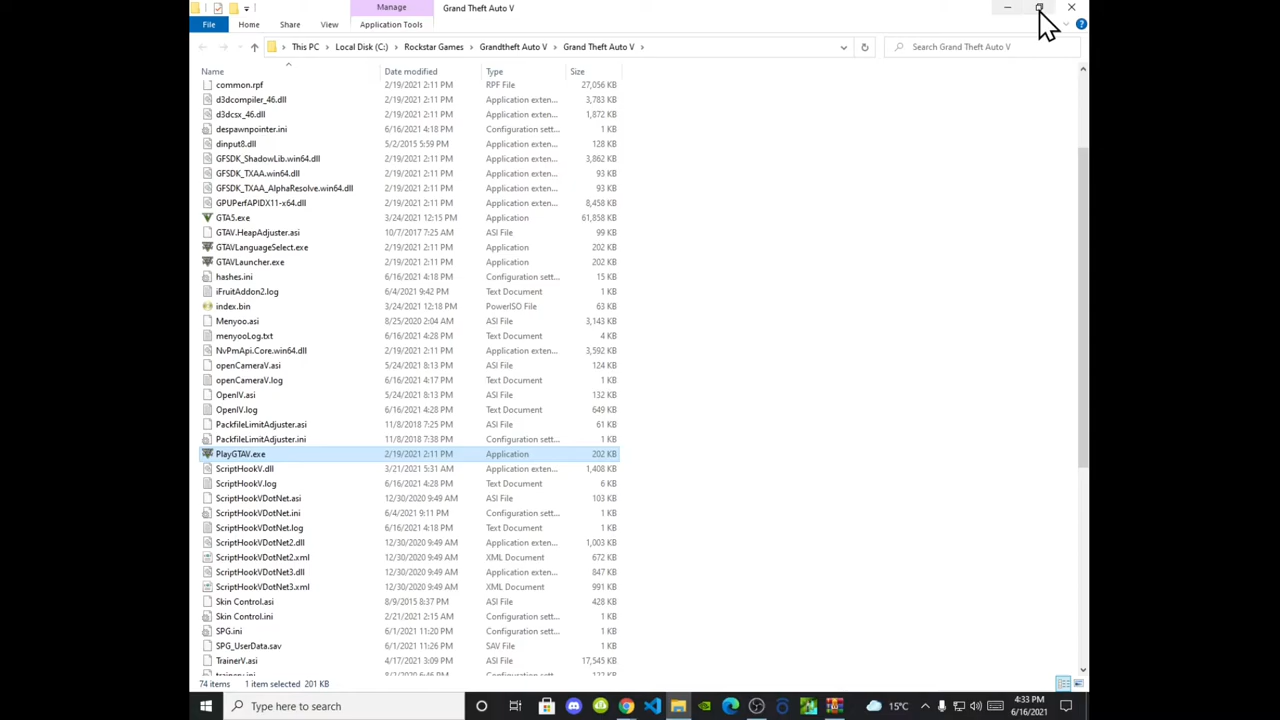 Manage Grand Theft Auto V
File Home Share View Application Tools
This PC Local Disk (C:) Rockstar Games Grandtheft Auto V Grand Theft Auto V Search Grand Theft Auto V
Name Date modified Type Size
common.rpf 2/19/2021 2:11 PM RPF File 27,056 KB
d3dcompiler_46.dll 2/19/2021 2:11 PM Application exten... 3,783 KB
d3dcsx_46.dll 2/19/2021 2:11 PM Application exten... 1,872 KB
despawnpointer.ini 6/16/2021 4:18 PM Configuration sett... 1 KB
dinput8.dll 5/2/2015 5:59 PM Application exten... 128 KB
GFSDK_ShadowLib.win64.dll 2/19/2021 2:11 PM Application exten... 3,862 KB
GFSDK_TXAA.win64.dll 2/19/2021 2:11 PM Application exten... 93 KB
GFSDK_TXAA_AlphaResolve.win64.dll 2/19/2021 2:11 PM Application exten... 93 KB
GPUPerfAPIDX11-x64.dll 2/19/2021 2:11 PM Application exten... 8,458 KB
GTA5.exe 3/24/2021 12:15 PM Application 61,858 KB
GTAV.HeapAdjuster.asi 10/7/2017 7:25 AM ASI File 99 KB
GTAVLanguageSelect.exe 2/19/2021 2:11 PM Application 202 KB
GTAVLauncher.exe 2/19/2021 2:11 PM Application 202 KB
hashes.ini 6/16/2021 4:18 PM Configuration sett... 15 KB
iFruitAddon2.log 6/4/2021 9:42 PM Text Document 1 KB
index.bin 3/24/2021 12:18 PM PowerISO File 63 KB
Menyoo.asi 8/25/2020 2:04 AM ASI File 3,143 KB
menyooLog.txt 6/16/2021 4:28 PM Text Document 4 KB
NvPmApi.Core.win64.dll 2/19/2021 2:11 PM Application exten... 3,592 KB
openCameraV.asi 5/24/2021 8:13 PM ASI File 124 KB
openCameraV.log 6/16/2021 4:17 PM Text Document 1 KB
OpenIV.asi 5/24/2021 8:13 PM ASI File 132 KB
OpenIV.log 6/16/2021 4:28 PM Text Document 649 KB
PackfileLimitAdjuster.asi 11/8/2018 7:25 PM ASI File 61 KB
PackfileLimitAdjuster.ini 11/8/2018 7:38 PM Configuration sett... 1 KB
PlayGTAV.exe 2/19/2021 2:11 PM Application 202 KB
ScriptHookV.dll 3/21/2021 5:31 AM Application exten... 1,408 KB
ScriptHookV.log 6/16/2021 4:28 PM Text Document 6 KB
ScriptHookVDotNet.asi 12/30/2020 9:49 AM ASI File 103 KB
ScriptHookVDotNet.ini 6/4/2021 9:11 PM Configuration sett... 1 KB
ScriptHookVDotNet.log 6/16/2021 4:18 PM Text Document 1 KB
ScriptHookVDotNet2.dll 12/30/2020 9:49 AM Application exten... 1,003 KB
ScriptHookVDotNet2.xml 12/30/2020 9:49 AM XML Document 672 KB
ScriptHookVDotNet3.dll 12/30/2020 9:49 AM Application exten... 847 KB
ScriptHookVDotNet3.xml 12/30/2020 9:49 AM XML Document 991 KB
Skin Control.asi 8/9/2015 8:37 PM ASI File 428 KB
Skin Control.ini 2/21/2021 2:15 AM Configuration sett... 1 KB
SPG.ini 6/1/2021 11:20 PM Configuration sett... 1 KB
SPG_UserData.sav 6/1/2021 11:26 PM SAV File 1 KB
TrainerV.asi 4/17/2021 3:09 PM ASI File 17,545 KB
74 items 1 item selected 201 KB
Type here to search 15°C 4:33 PM
6/16/2021